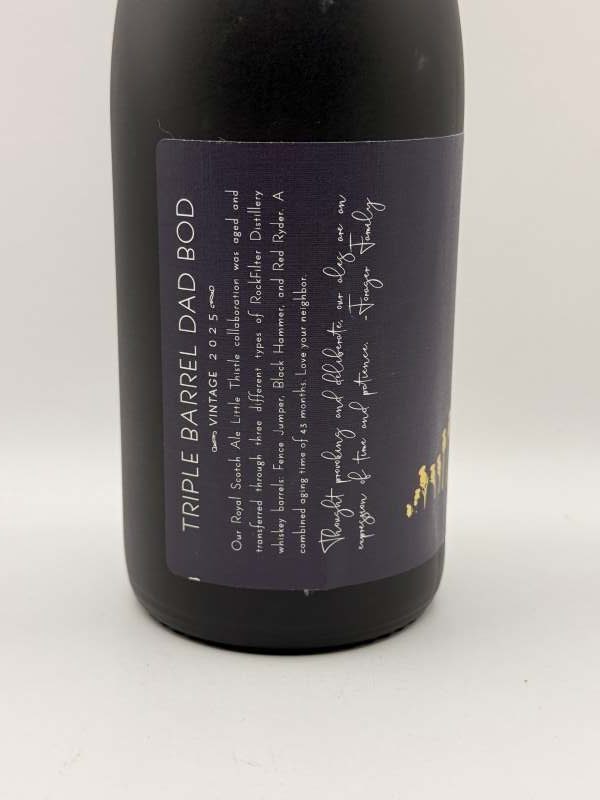 TRIPLE BARREL DAD BOD
VINTAGE 2025
Our Royal Scotch Ale Little Thistle collaboration was aged and
transferred through three different types of RockFilter Distillery
whiskey barrels: Fence Jumper, Black Hammer, and Red Ryder. A
combined aging time of 43 months. Love your neighbor.
Thought provoking and deliberate, our ales are an
expression of time and patience. -Forager Family